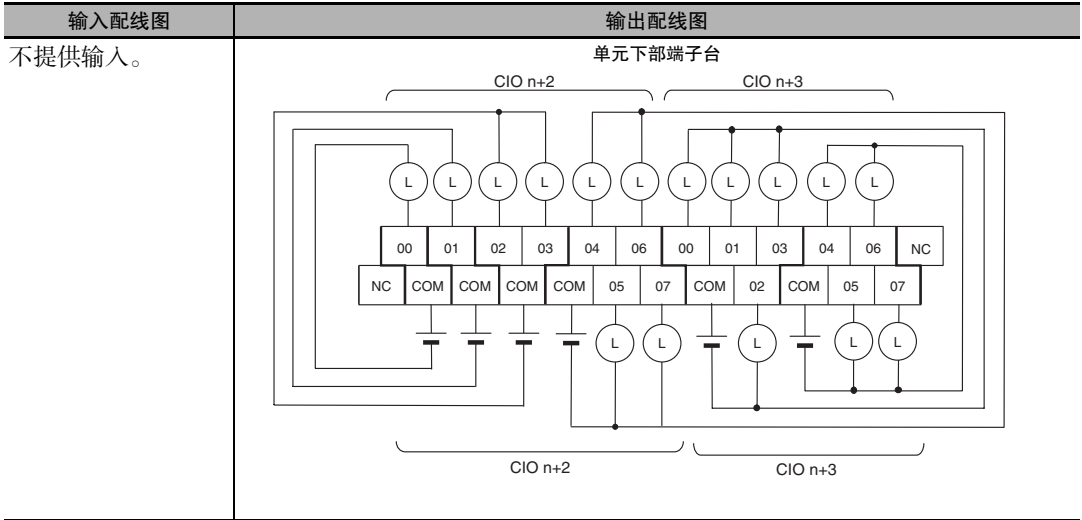 输入配线图 输出配线图
不提供输入。
单元下部端子台
CIO n+2 CIO n+3
L L L L L L L L L L L
00 01 02 03 04 06 00 01 03 04 06 NC
NC COM COM COM COM 05 07 COM 02 COM 05 07
L L L L L
CIO n+2 CIO n+3